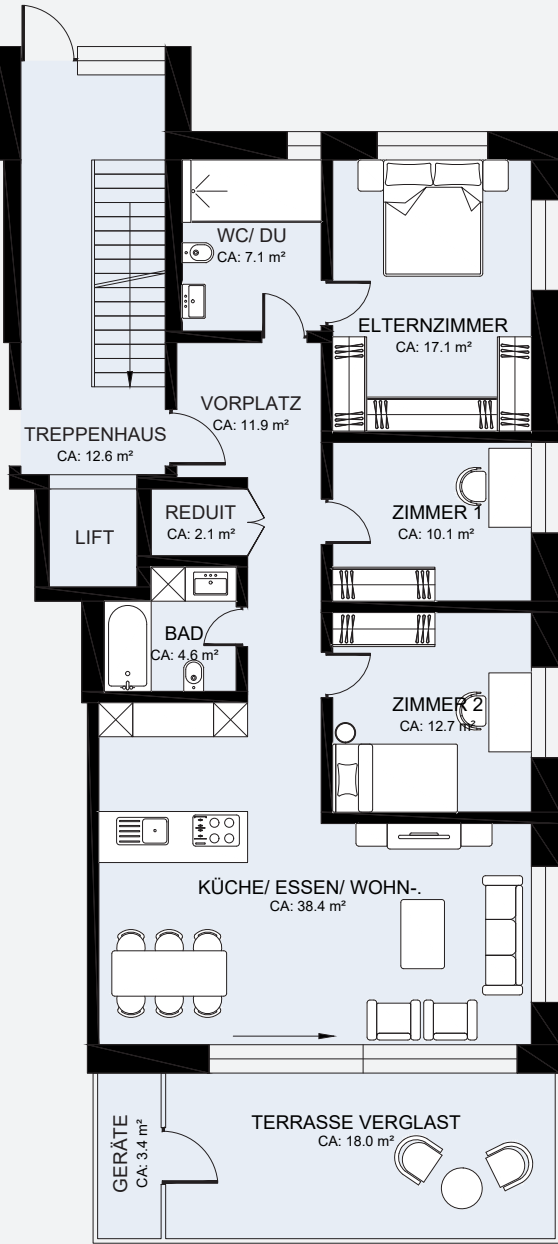 WC/ DU
CA: 7.1 m²
ELTERNZIMMER
CA: 17.1 m²
VORPLATZ
CA: 11.9 m²
TREPPENHAUS
CA: 12.6 m²
REDUIT
CA: 2.1 m²
ZIMMER 1
CA: 10.1 m²
LIFT
BAD
CA: 4.6 m²
ZIMMER 2
CA: 12.7 m²
KÜCHE/ ESSEN/ WOHN-.
CA: 38.4 m²
TERRASSE VERGLAST
CA: 18.0 m²
GERÄTE
CA: 3.4 m²